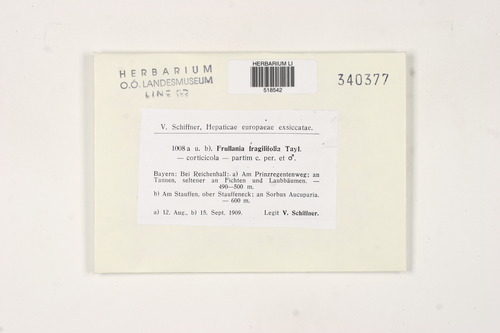 HERBARIUM
O.Ö. LANDESMUSEUM
LINZ
HERBARIUM LI
518542
340377
V. Schiffner, Hepaticae europaeae exsiccatae.
1008 a u. b). Frullania fragilifolia Tayl.
— corticicola — partim c. per. et ♂.
Bayern: Bei Reichenhall: a) Am Prinzregentenweg; an
Tannen, seltener an Fichten und Laubbäumen. —
490—500 m.
b) Am Stauffen, ober Stauffeneck; an Sorbus Aucuparia.
— 600 m.
a) 12. Aug., b) 15. Sept. 1909. Legit V. Schiffner.